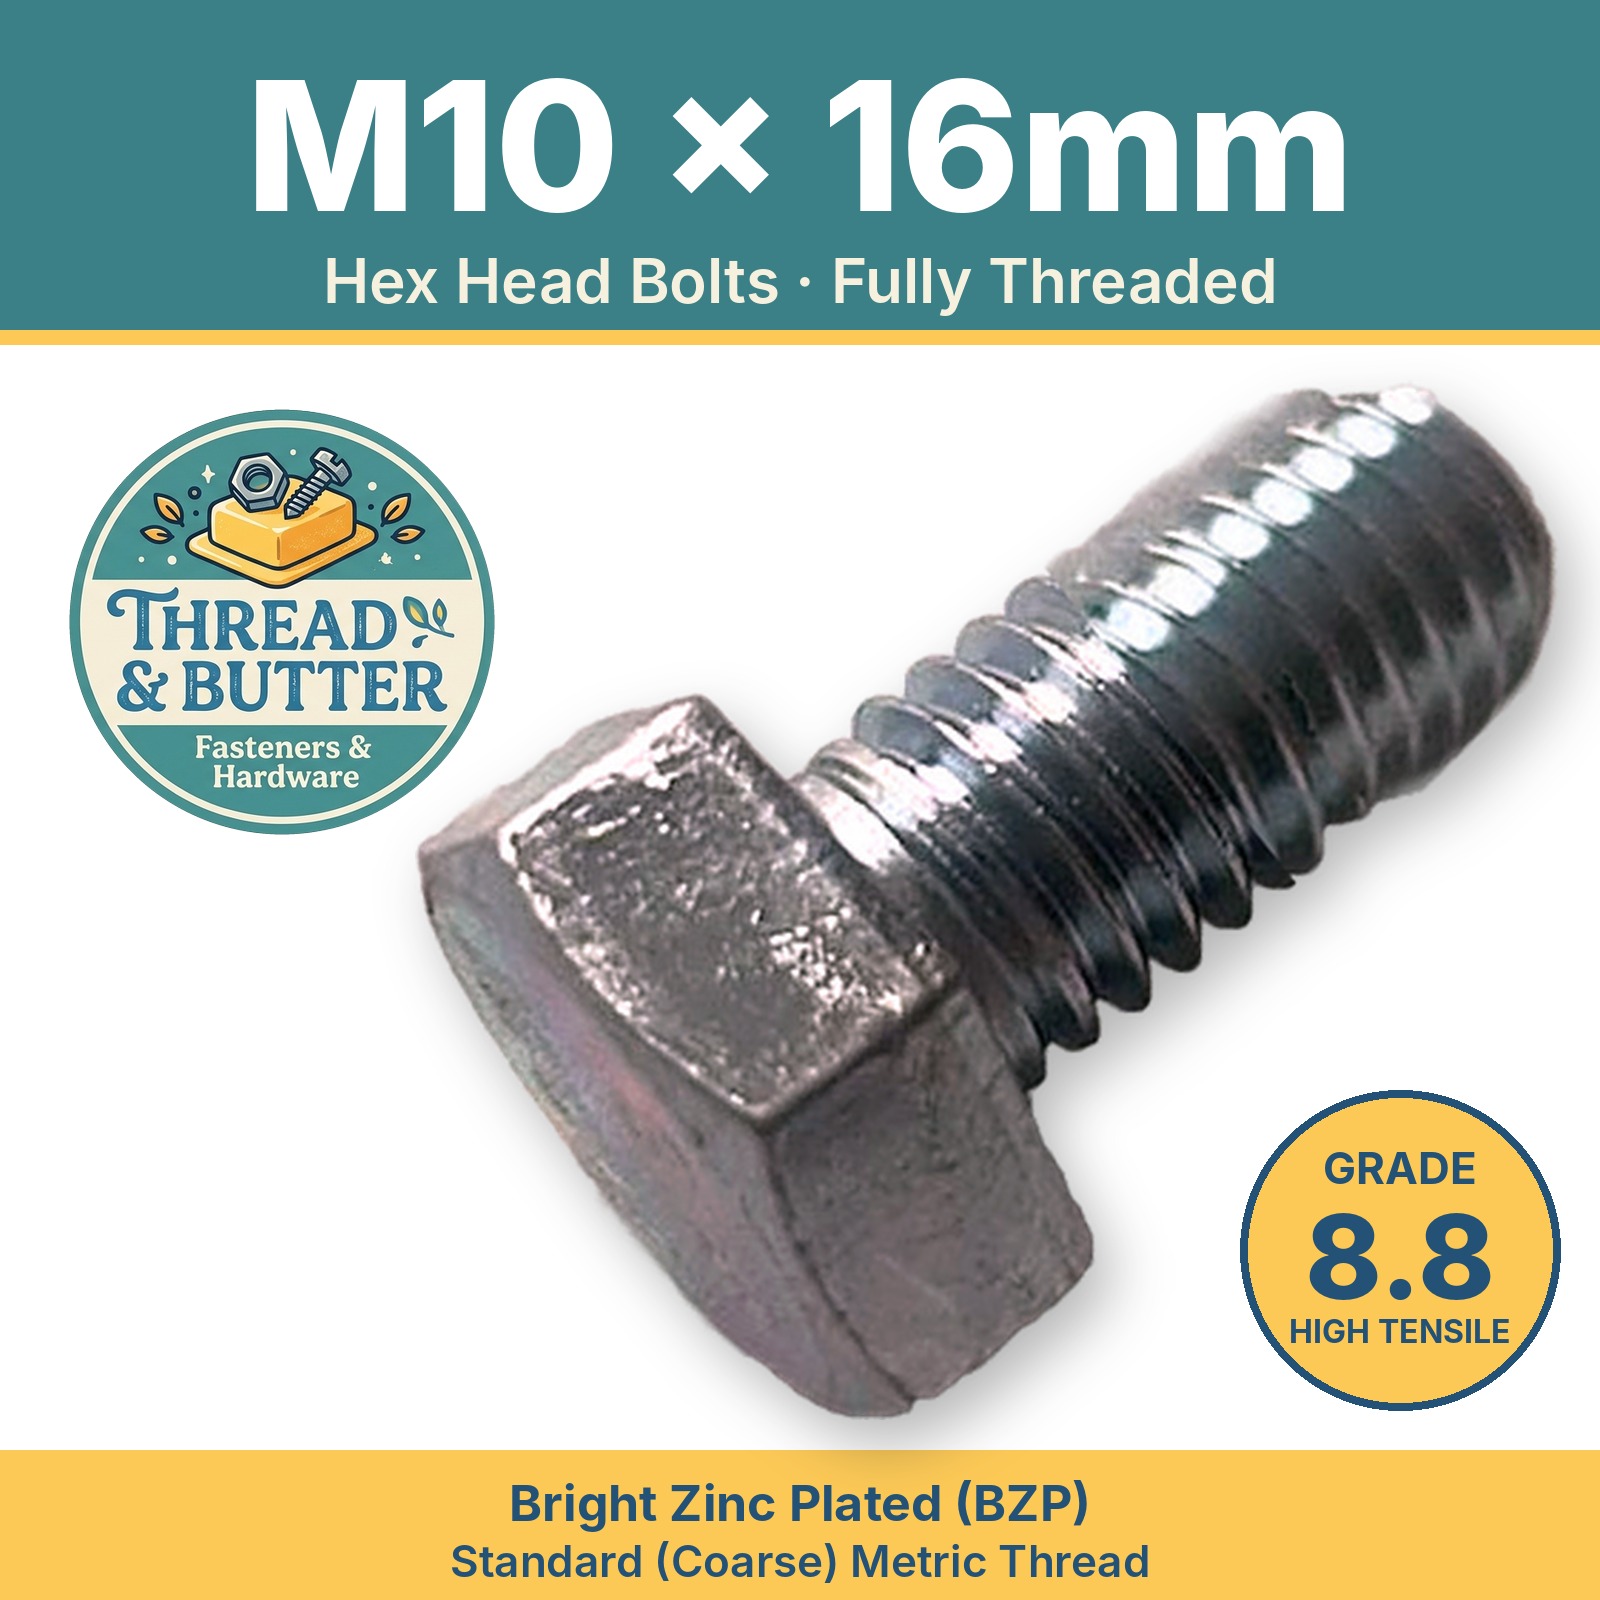 M10 × 16mm
Hex Head Bolts · Fully Threaded
THREAD
& BUTTER
Fasteners &
Hardware
GRADE
8.8
HIGH TENSILE
Bright Zinc Plated (BZP)
Standard (Coarse) Metric Thread